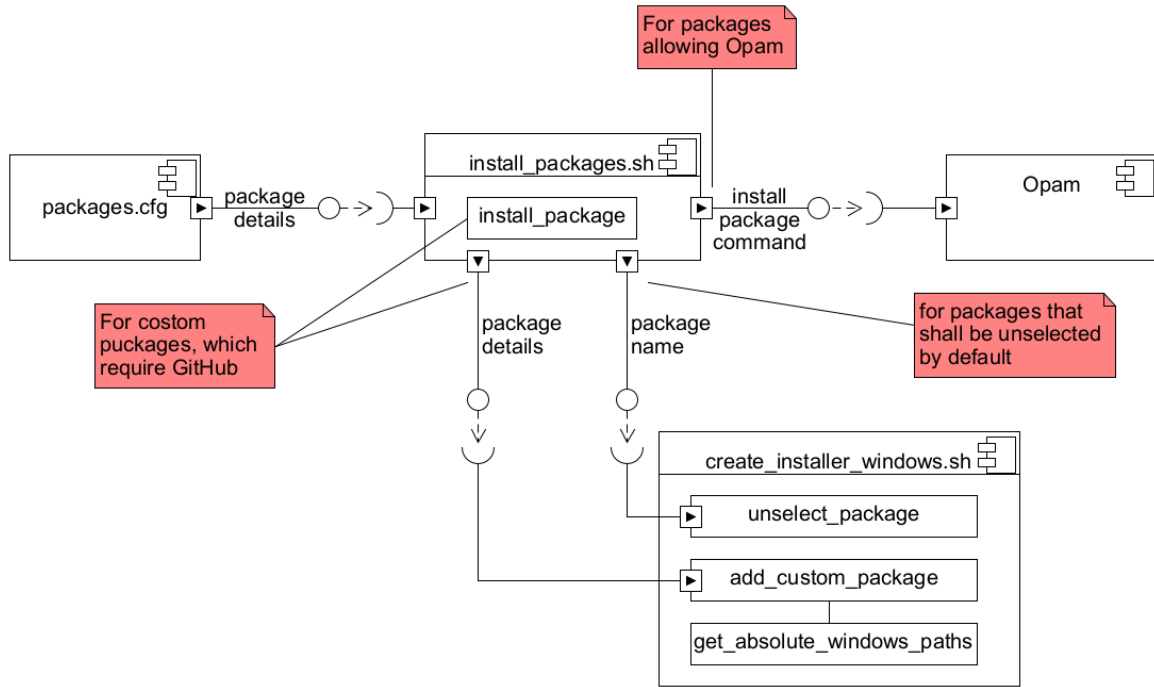 For packages
allowing Opam
packages.cfg
package
details
install_packages.sh
install_package
install
package
command
Opam
For costom
puckages, which
require GitHub
package
details
package
name
for packages that
shall be unselected
by default
create_installer_windows.sh
unselect_package
add_custom_package
get_absolute_windows_paths